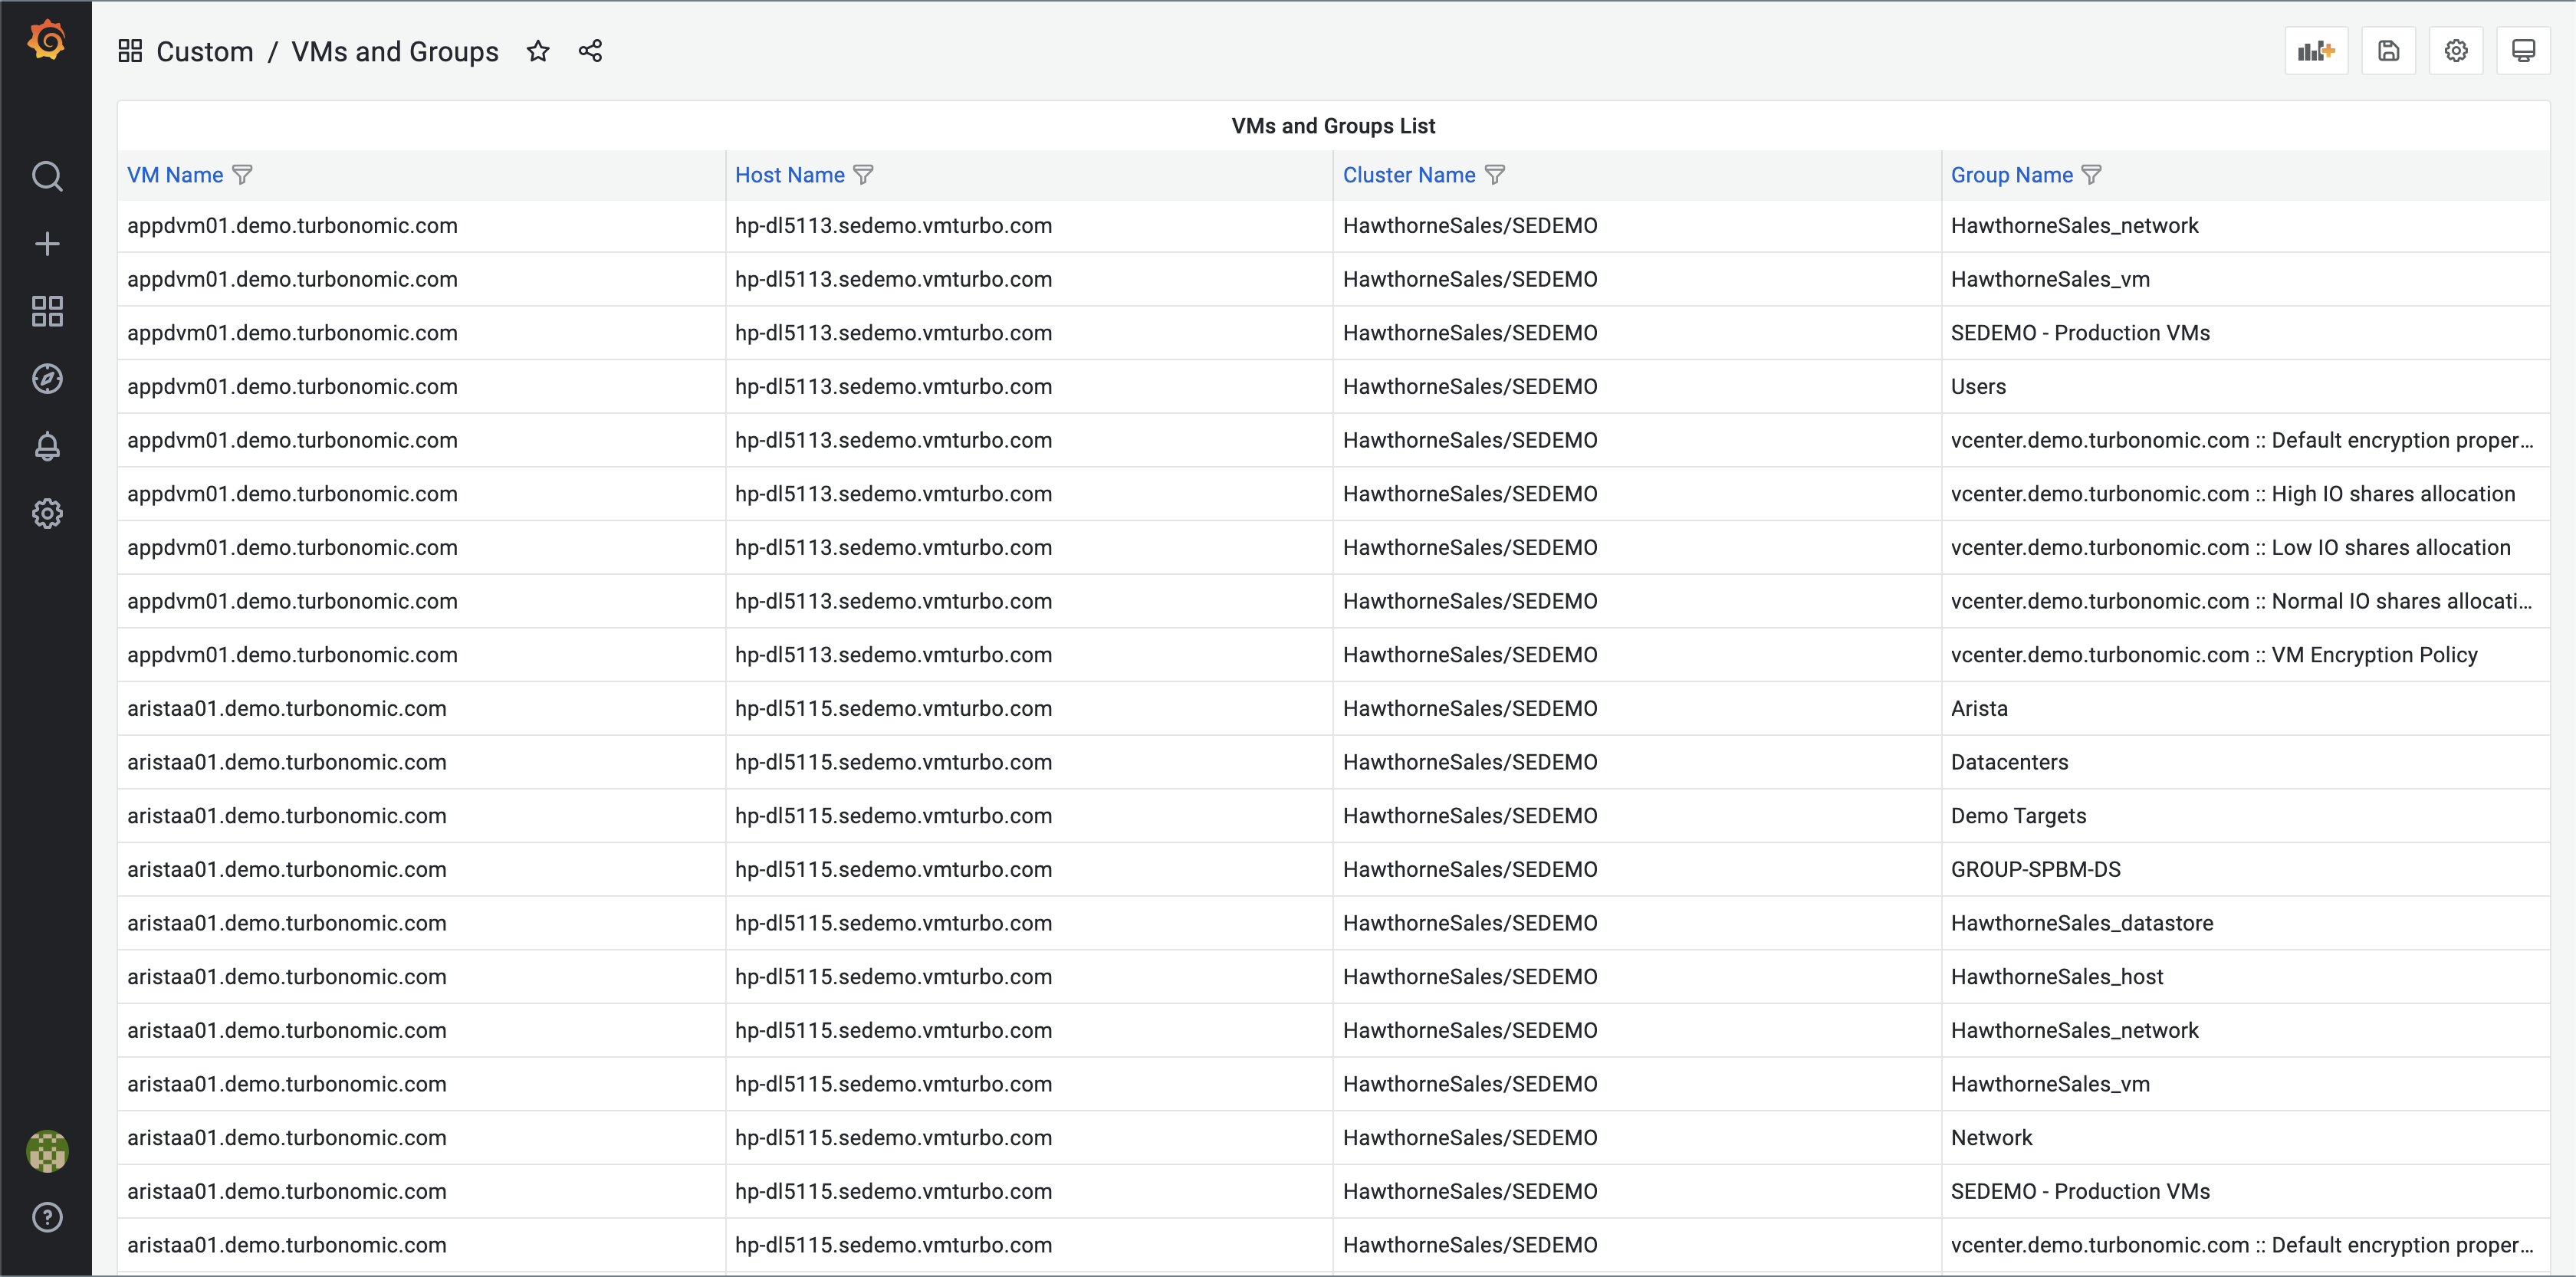 Custom / VMs and Groups
VMs and Groups List
VM Name Host Name Cluster Name Group Name
appdvm01.demo.turbonomic.com hp-dl5113.sedemo.vmturbo.com HawthorneSales/SEDEMO HawthorneSales_network
appdvm01.demo.turbonomic.com hp-dl5113.sedemo.vmturbo.com HawthorneSales/SEDEMO HawthorneSales_vm
appdvm01.demo.turbonomic.com hp-dl5113.sedemo.vmturbo.com HawthorneSales/SEDEMO SEDEMO - Production VMs
appdvm01.demo.turbonomic.com hp-dl5113.sedemo.vmturbo.com HawthorneSales/SEDEMO Users
appdvm01.demo.turbonomic.com hp-dl5113.sedemo.vmturbo.com HawthorneSales/SEDEMO vcenter.demo.turbonomic.com :: Default encryption proper...
appdvm01.demo.turbonomic.com hp-dl5113.sedemo.vmturbo.com HawthorneSales/SEDEMO vcenter.demo.turbonomic.com :: High IO shares allocation
appdvm01.demo.turbonomic.com hp-dl5113.sedemo.vmturbo.com HawthorneSales/SEDEMO vcenter.demo.turbonomic.com :: Low IO shares allocation
appdvm01.demo.turbonomic.com hp-dl5113.sedemo.vmturbo.com HawthorneSales/SEDEMO vcenter.demo.turbonomic.com :: Normal IO shares allocati...
appdvm01.demo.turbonomic.com hp-dl5113.sedemo.vmturbo.com HawthorneSales/SEDEMO vcenter.demo.turbonomic.com :: VM Encryption Policy
aristaa01.demo.turbonomic.com hp-dl5115.sedemo.vmturbo.com HawthorneSales/SEDEMO Arista
aristaa01.demo.turbonomic.com hp-dl5115.sedemo.vmturbo.com HawthorneSales/SEDEMO Datacenters
aristaa01.demo.turbonomic.com hp-dl5115.sedemo.vmturbo.com HawthorneSales/SEDEMO Demo Targets
aristaa01.demo.turbonomic.com hp-dl5115.sedemo.vmturbo.com HawthorneSales/SEDEMO GROUP-SPBM-DS
aristaa01.demo.turbonomic.com hp-dl5115.sedemo.vmturbo.com HawthorneSales/SEDEMO HawthorneSales_datastore
aristaa01.demo.turbonomic.com hp-dl5115.sedemo.vmturbo.com HawthorneSales/SEDEMO HawthorneSales_host
aristaa01.demo.turbonomic.com hp-dl5115.sedemo.vmturbo.com HawthorneSales/SEDEMO HawthorneSales_network
aristaa01.demo.turbonomic.com hp-dl5115.sedemo.vmturbo.com HawthorneSales/SEDEMO HawthorneSales_vm
aristaa01.demo.turbonomic.com hp-dl5115.sedemo.vmturbo.com HawthorneSales/SEDEMO Network
aristaa01.demo.turbonomic.com hp-dl5115.sedemo.vmturbo.com HawthorneSales/SEDEMO SEDEMO - Production VMs
aristaa01.demo.turbonomic.com hp-dl5115.sedemo.vmturbo.com HawthorneSales/SEDEMO vcenter.demo.turbonomic.com :: Default encryption proper...